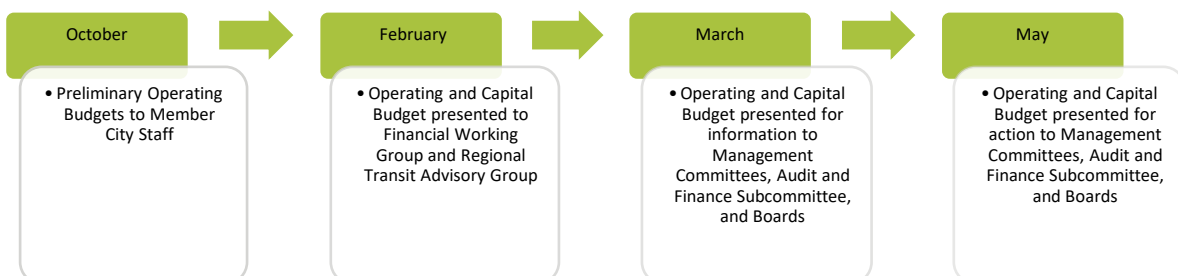 October
• Preliminary Operating
Budgets to Member
City Staff
February
• Operating and Capital
Budget presented to
Financial Working
Group and Regional
Transit Advisory Group
March
• Operating and Capital
Budget presented for
information to
Management
Committees, Audit and
Finance Subcommittee,
and Boards
May
• Operating and Capital
Budget presented for
action to Management
Committees, Audit and
Finance Subcommittee,
and Boards